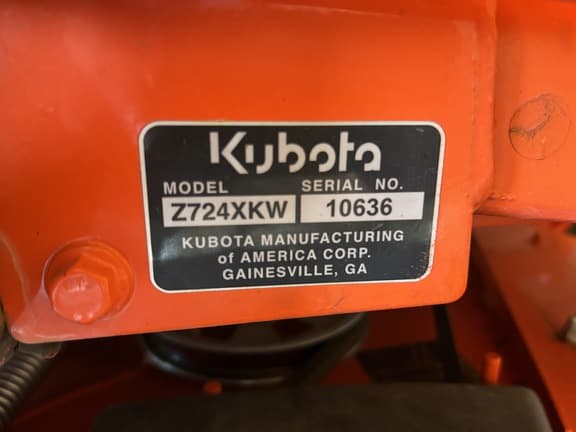 Kubota
MODEL SERIAL NO.
Z724XKW 10636
KUBOTA MANUFACTURING
of AMERICA CORP.
GAINESVILLE, GA